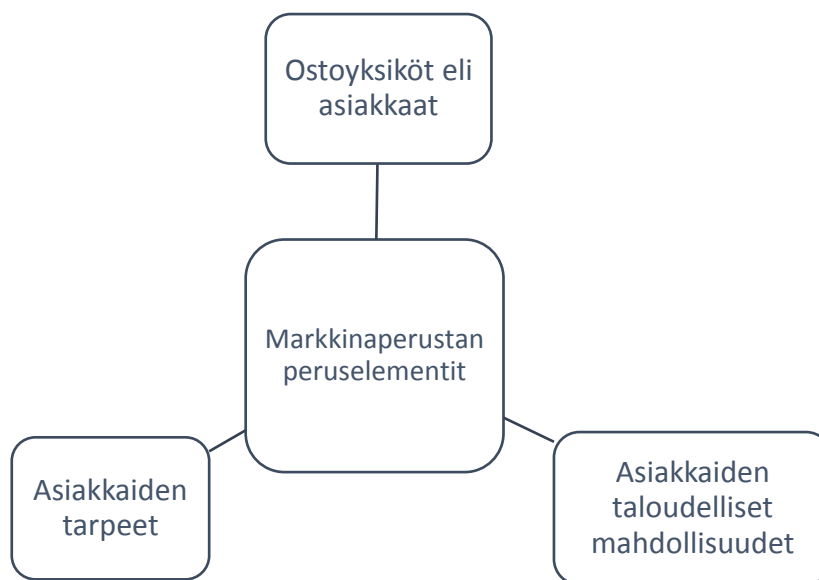 Ostoyksiköt eli
asiakkaat
Markkinaperustan
peruselementit
Asiakkaiden
tarpeet
Asiakkaiden
taloudelliset
mahdollisuudet